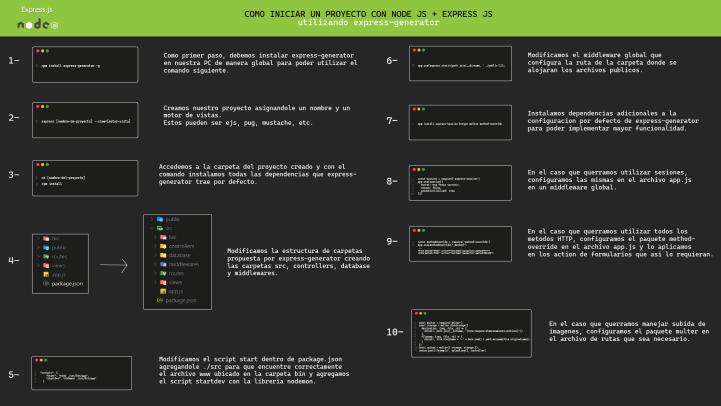 Express.js
node
COMO INICIAR UN PROYECTO CON NODE JS + EXPRESS JS
utilizando express-generator
1-
npm install express-generator -g
Como primer paso, debemos instalar express-generator
en nuestra PC de manera global para poder utilizar el
comando siguiente.
2-
express [nombre-de-proyecto] --view=[motor-vista]
Creamos nuestro proyecto asignandole un nombre y un
motor de vistas.
Estos pueden ser ejs, pug, mustache, etc.
3-
cd [nombre-del-proyecto]
npm install
Accedemos a la carpeta del proyecto creado y con el
comando instalamos todas las dependencias que express-
generator trae por defecto.
4-
bin
public
routes
views
app.js
package.json
public
src
bin
controllers
database
middlewares
routes
views
app.js
package.json
Modificamos la estructura de carpetas
propuesta por express-generator creando
las carpetas src, controllers, database
y middlewares.
5-
Modificamos el script start dentro de package.json
agregandole ./src para que encuentre correctamente
el archivo www ubicado en la carpeta bin y agregamos
el script startdev con la libreria nodemon.
6-
Modificamos el middleware global que
configura la ruta de la carpeta donde se
alojaran los archivos publicos.
7-
npm install express-session multer method-override
Instalamos dependencias adicionales a la
configuracion por defecto de express-generator
para poder implementar mayor funcionalidad.
8-
En el caso que querramos utilizar sesiones,
configuramos las mismas en el archivo app.js
en un middleware global.
9-
En el caso que querramos utilizar todos los
metodos HTTP, configuramos el paquete method-
override en el archivo app.js y lo aplicamos
en los action de formularios que asi lo requieran.
10-
En el caso que querramos manejar subida de
imagenes, configuramos el paquete multer en
el archivo de rutas que sea necesario.